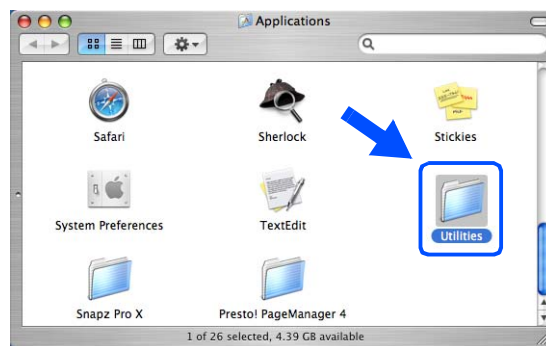 Applications
Safari
Sherlock
Stickies
System Preferences
TextEdit
Utilities
Snapz Pro X
Presto! PageManager 4
1 of 26 selected, 4.39 GB available